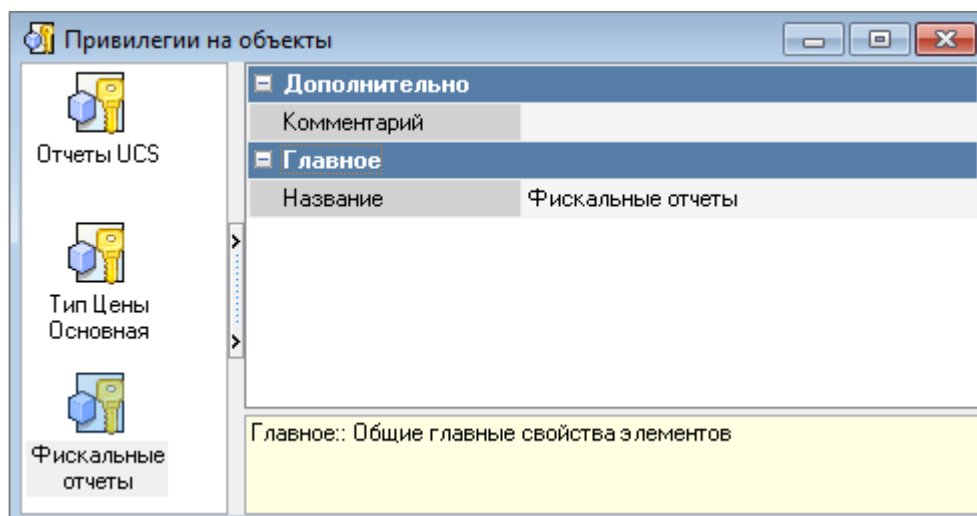 Привилегии на объекты
Отчеты UCS
Тип Цены
Основная
Фискальные
отчеты
Дополнительно
Комментарий
Главное
Название Фискальные отчеты
Главное:: Общие главные свойства элементов